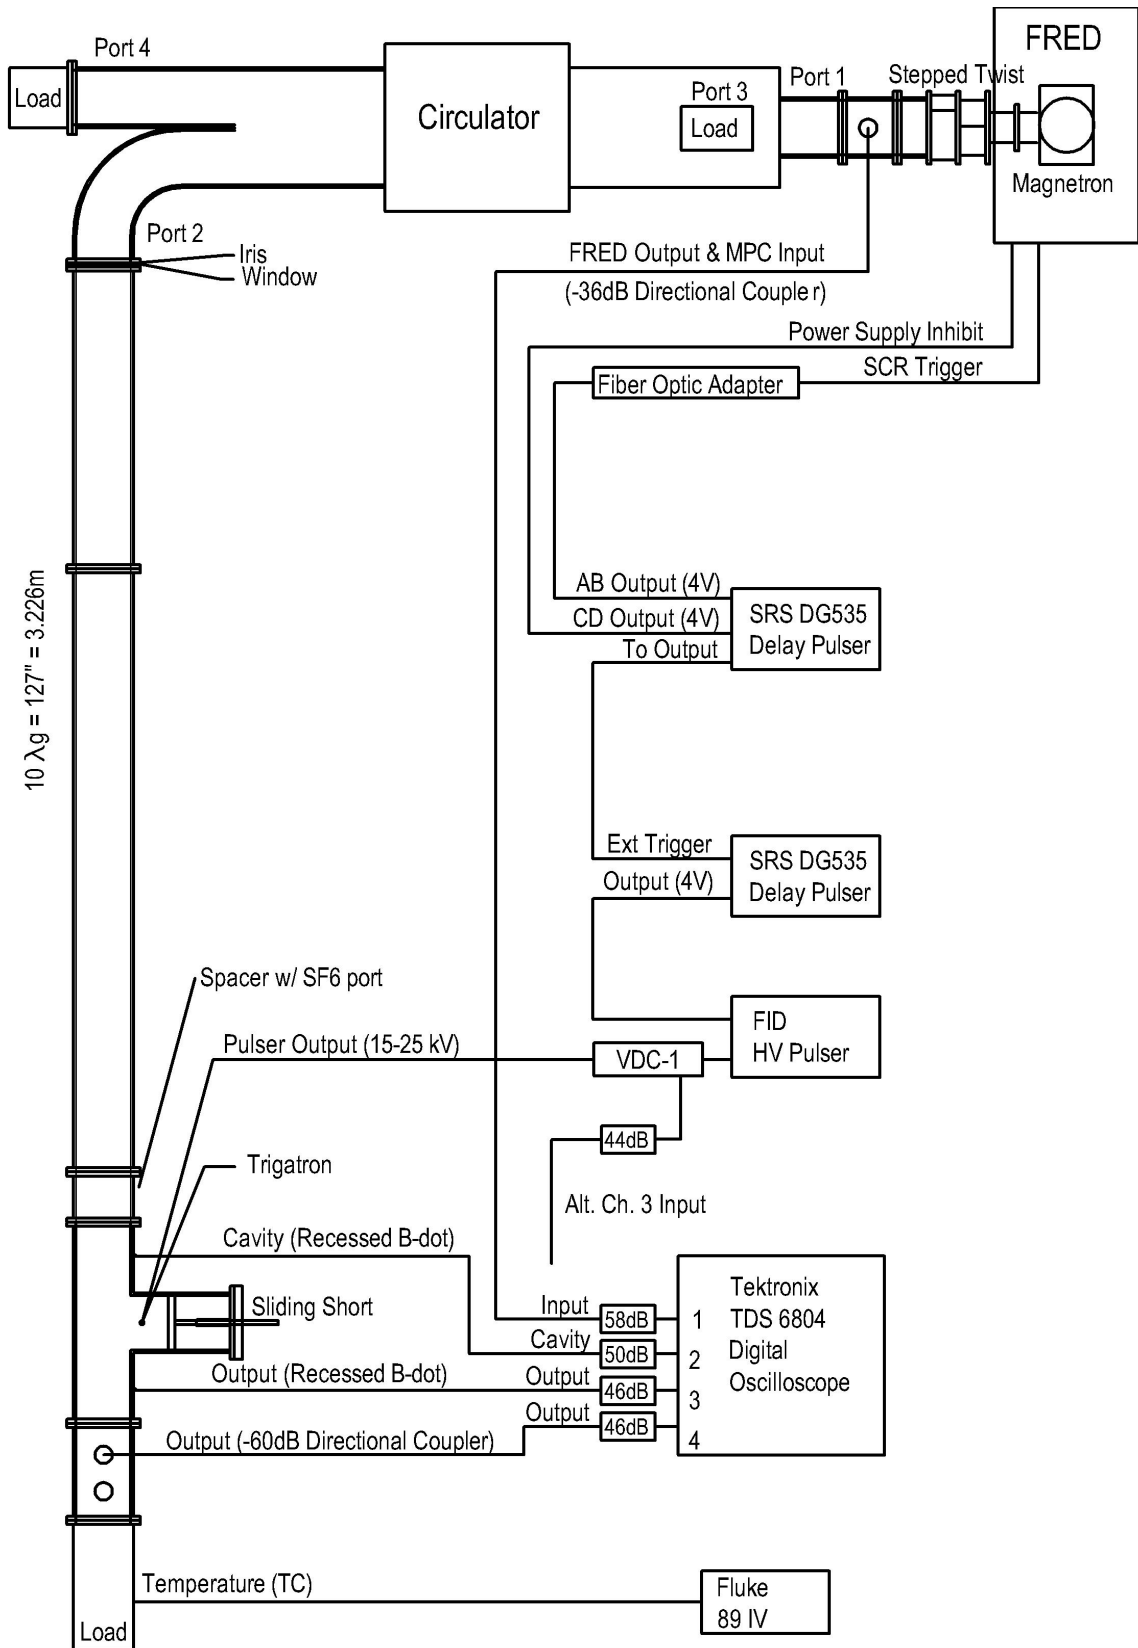 Port 4
FRED
Port 1
Stepped Twist
Load
Circulator
Port 3
Load
Magnetron
Port 2
Iris
Window
FRED Output & MPC Input
(-36dB Directional Coupler)
Power Supply Inhibit
SCR Trigger
Fiber Optic Adapter
10 λg = 127" = 3.226m
AB Output (4V)
CD Output (4V)
To Output
SRS DG535
Delay Pulser
Ext Trigger
Output (4V)
SRS DG535
Delay Pulser
Spacer w/ SF6 port
FID
HV Pulser
Pulser Output (15-25 kV)
VDC-1
44dB
Trigatron
Alt. Ch. 3 Input
Cavity (Recessed B-dot)
Sliding Short
Input
58dB
1
Tektronix
TDS 6804
Digital
Oscilloscope
Cavity
50dB
2
Output (Recessed B-dot)
Output
46dB
3
Output
46dB
4
Output (-60dB Directional Coupler)
Temperature (TC)
Fluke
89 IV
Load